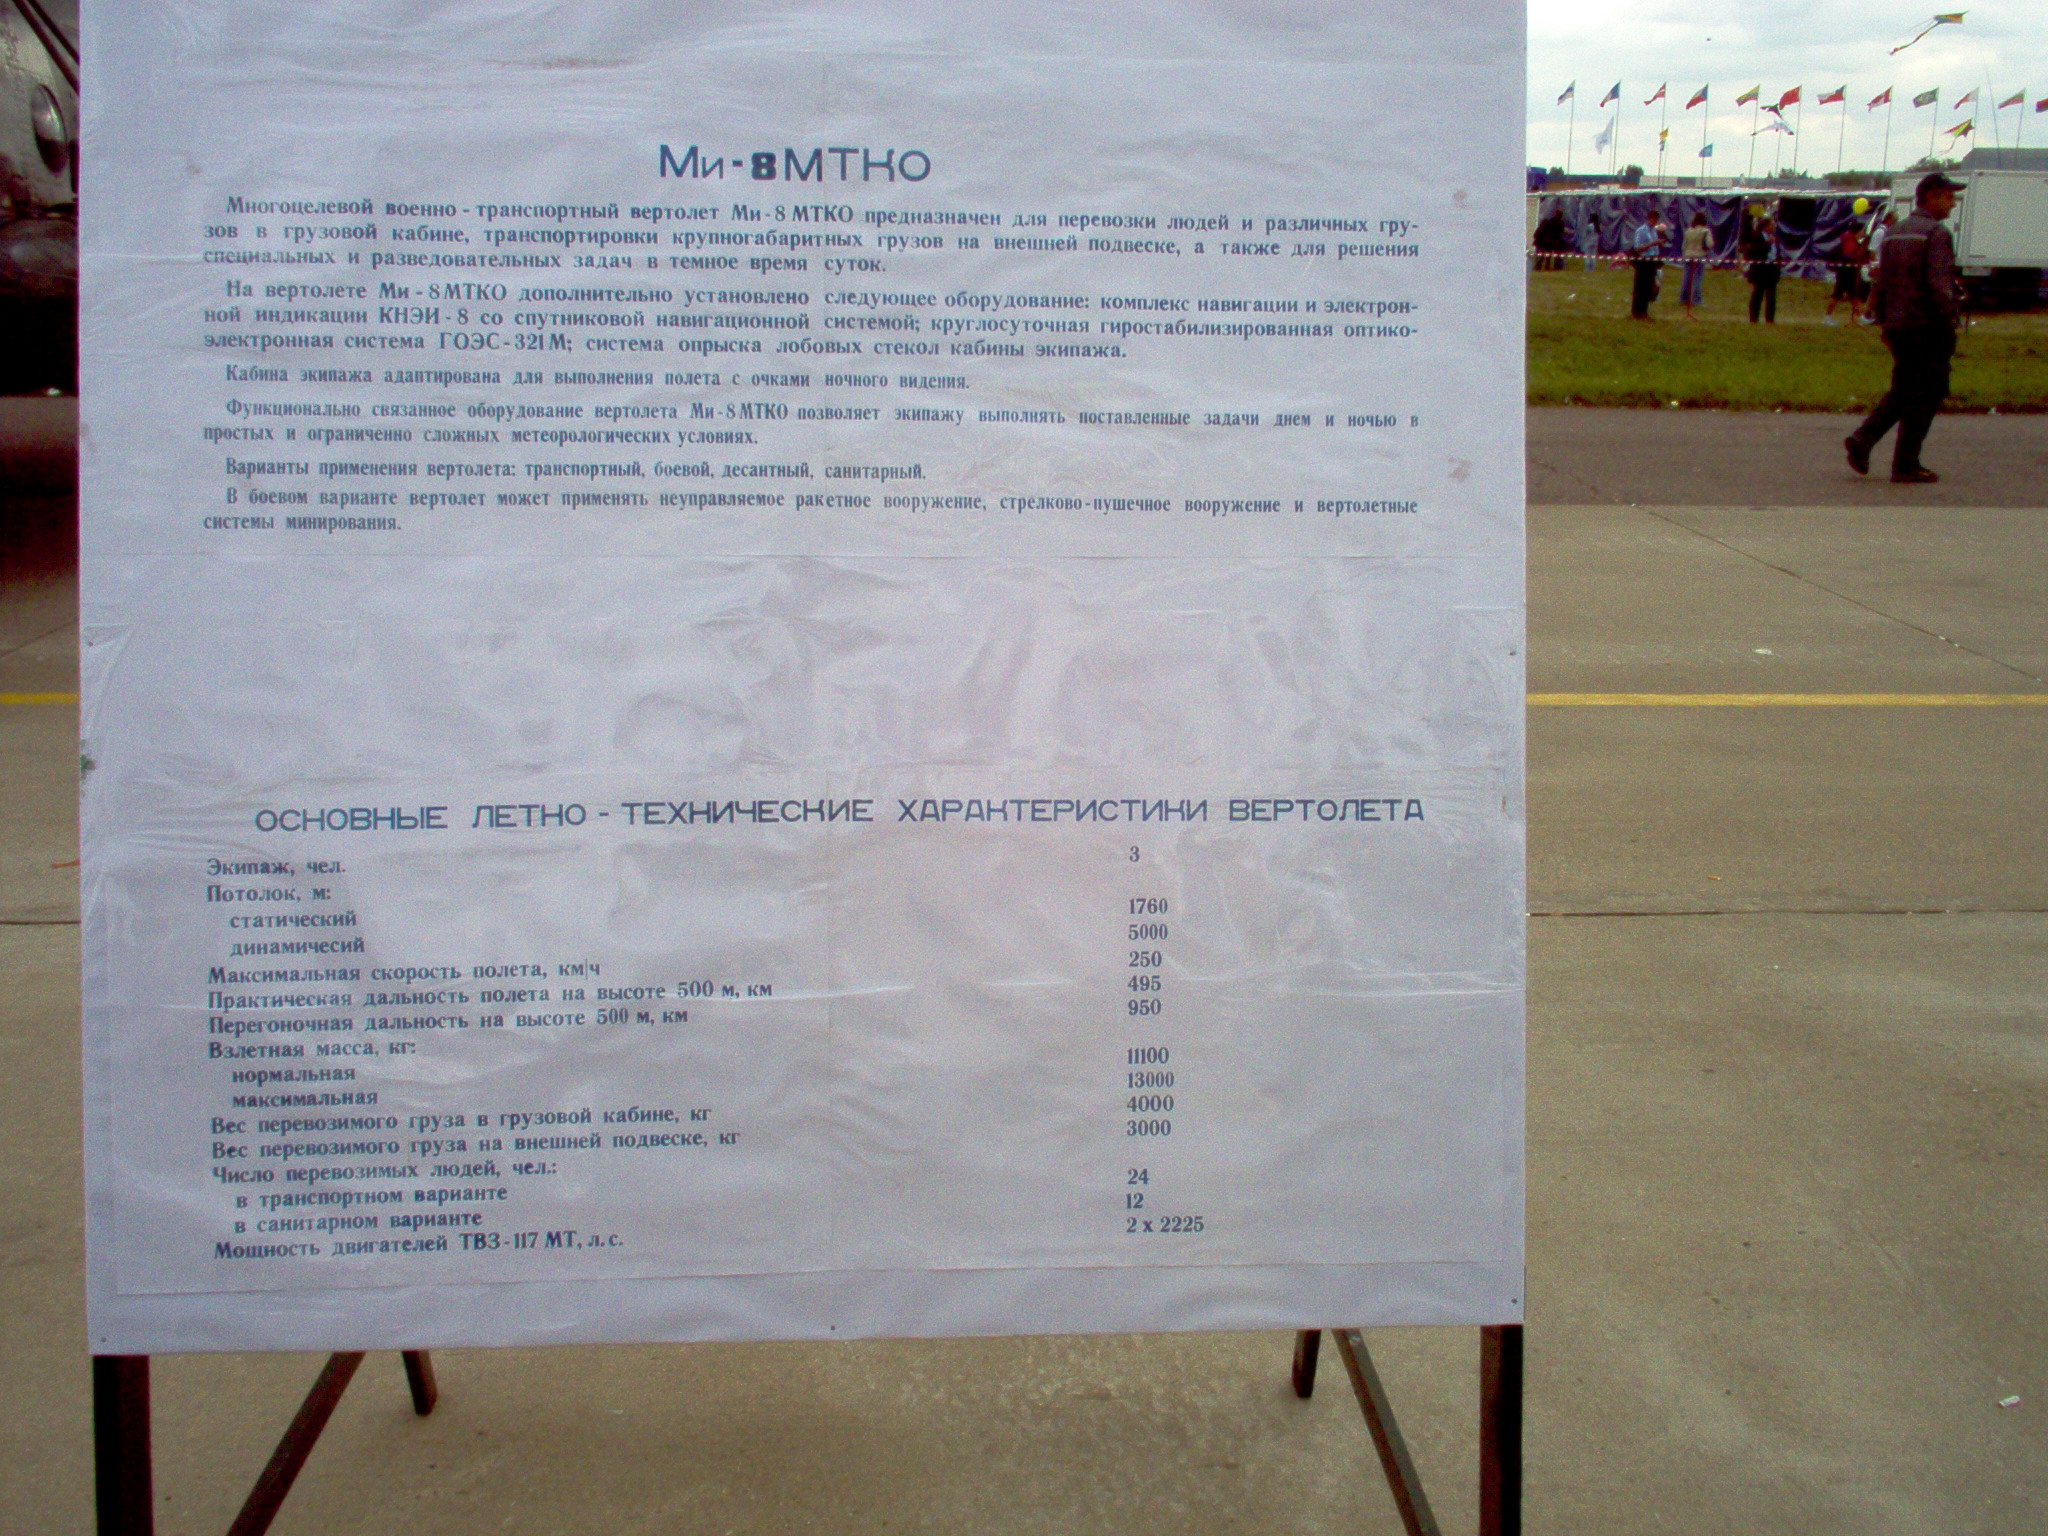 Ми-8МТКО
Многоцелевой военно-транспортный вертолет Ми-8 МТКО предназначен для перевозки людей и различных гру-
зов в грузовой кабине, транспортировки крупногабаритных грузов на внешней подвеске, а также для решения
специальных и разведовательных задач в темное время суток.
На вертолете Ми-8МТКО дополнительно установлено следующее оборудование: комплекс навигации и электрон-
ной индикации КНЭИ-8 со спутниковой навигационной системой; круглосуточная гиростабилизированная оптико-
электронная система ГОЭС-321М; система опрыска лобовых стекол кабины экипажа.
Кабина экипажа адаптирована для выполнения полета с очками ночного видения.
Функционально связанное оборудование вертолета Ми-8МТКО позволяет экипажу выполнять поставленные задачи днем и ночью в
простых и ограниченно сложных метеорологических условиях.
Варианты применения вертолета: транспортный, боевой, десантный, санитарный.
В боевом варианте вертолет может применять неуправляемое ракетное вооружение, стрелково-пушечное вооружение и вертолетные
системы минирования.
ОСНОВНЫЕ ЛЕТНО-ТЕХНИЧЕСКИЕ ХАРАКТЕРИСТИКИ ВЕРТОЛЕТА
Экипаж, чел. 3
Потолок, м:
статический 1760
динамичесий 5000
Максимальная скорость полета, км/ч 250
Практическая дальность полета на высоте 500 м, км 495
Перегоночная дальность на высоте 500 м, км 950
Взлетная масса, кг:
нормальная 11100
максимальная 13000
Вес перевозимого груза в грузовой кабине, кг 4000
Вес перевозимого груза на внешней подвеске, кг 3000
Число перевозимых людей, чел.:
в транспортном варианте 24
в санитарном варианте 12
Мощность двигателей ТВ3-117 МТ, л.с. 2 х 2225